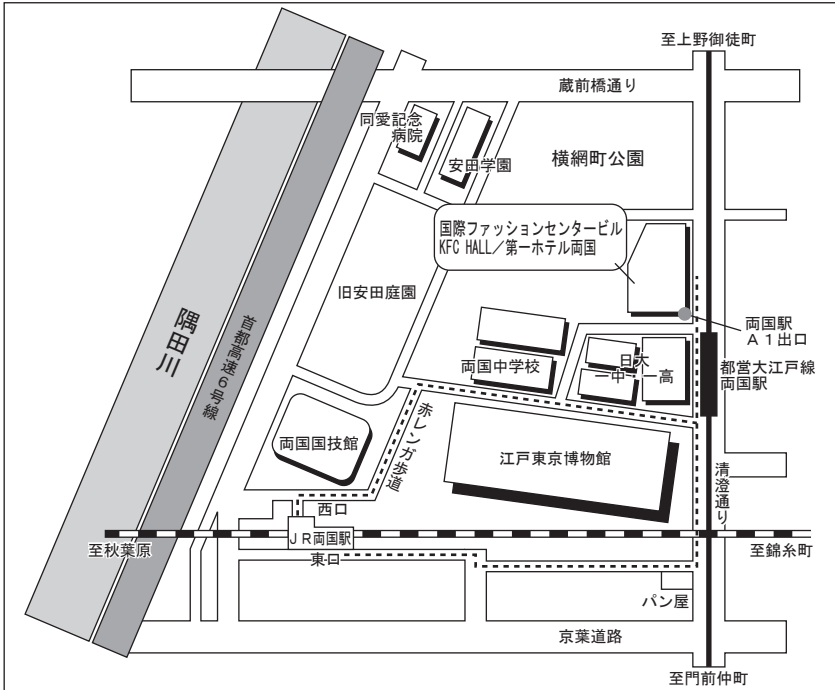 至上野御徒町
蔵前橋通り
同愛記念
病院
安田学園
横網町公園
国際ファッションセンタービル
KFC HALL／第一ホテル両国
旧安田庭園
隅田川
首都高速6号線
両国駅
A1出口
両国中学校
日大
一中・一高
都営大江戸線
両国駅
両国国技館
赤レンガ歩道
江戸東京博物館
清澄通り
西口
至秋葉原
JR両国駅
至錦糸町
東口
パン屋
京葉道路
至門前仲町